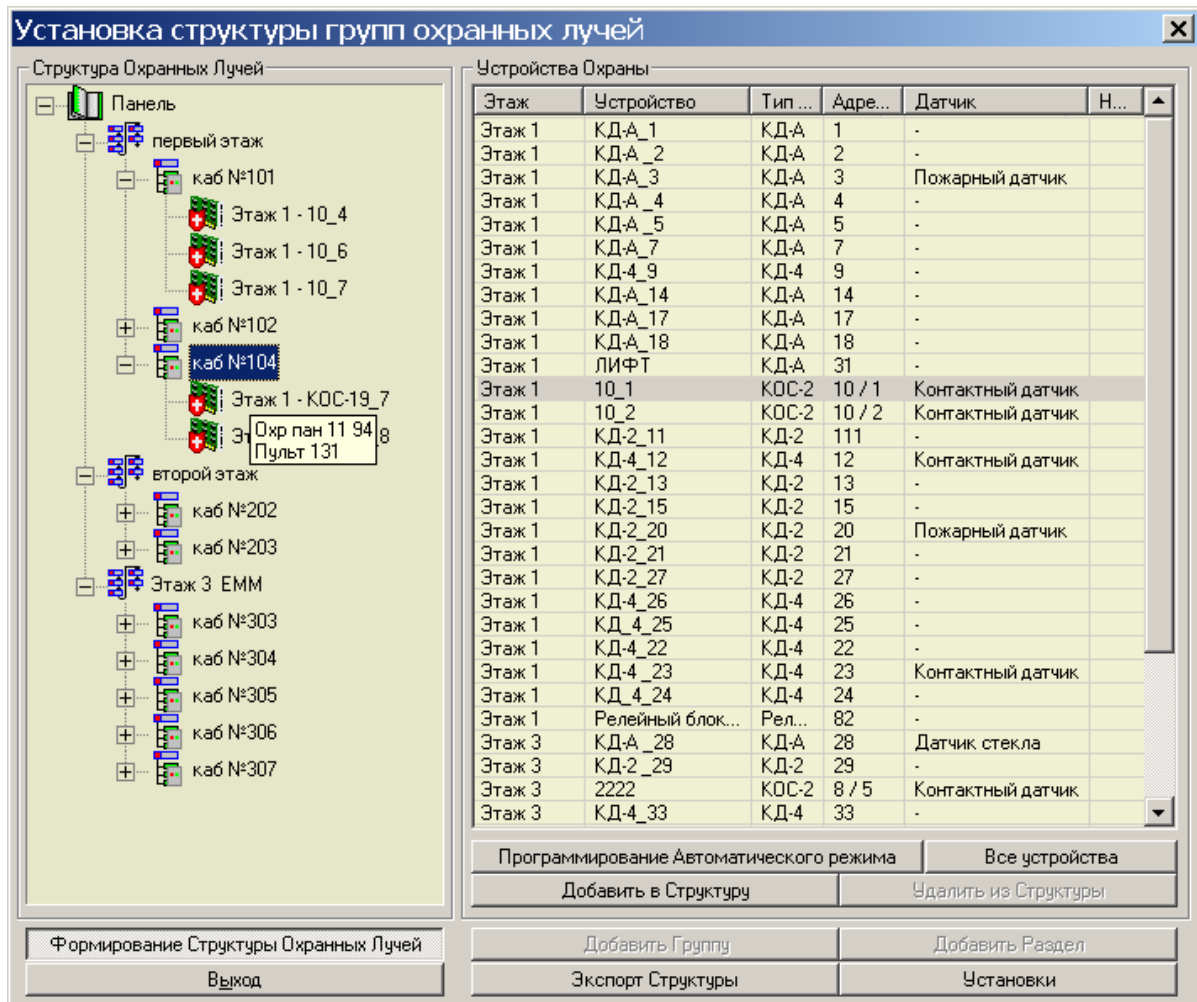 Установка структуры групп охранных лучей
Структура Охранных Лучей
Панель
первый этаж
каб №101
Этаж 1 - 10_4
Этаж 1 - 10_6
Этаж 1 - 10_7
каб №102
каб №104
Этаж 1 - КОС-19_7
Эт 8
Охр пан 11 94
Пульт 131
второй этаж
каб №202
каб №203
Этаж 3 ЕММ
каб №303
каб №304
каб №305
каб №306
каб №307
Устройства Охраны
Этаж Устройство Тип ... Адре... Датчик Н...
Этаж 1 КД-А_1 КД-А 1 -
Этаж 1 КД-А _2 КД-А 2 -
Этаж 1 КД-А_3 КД-А 3 Пожарный датчик
Этаж 1 КД-А _4 КД-А 4 -
Этаж 1 КД-А _5 КД-А 5 -
Этаж 1 КД-А _7 КД-А 7 -
Этаж 1 КД-4_9 КД-4 9 -
Этаж 1 КД-А_14 КД-А 14 -
Этаж 1 КД-А_17 КД-А 17 -
Этаж 1 КД-А_18 КД-А 18 -
Этаж 1 ЛИФТ КД-А 31 -
Этаж 1 10_1 КОС-2 10 / 1 Контактный датчик
Этаж 1 10_2 КОС-2 10 / 2 Контактный датчик
Этаж 1 КД-2_11 КД-2 111 -
Этаж 1 КД-4_12 КД-4 12 Контактный датчик
Этаж 1 КД-2_13 КД-2 13 -
Этаж 1 КД-2_15 КД-2 15 -
Этаж 1 КД-2_20 КД-2 20 Пожарный датчик
Этаж 1 КД-2_21 КД-2 21 -
Этаж 1 КД-2_27 КД-2 27 -
Этаж 1 КД-4_26 КД-4 26 -
Этаж 1 КД_4_25 КД-4 25 -
Этаж 1 КД-4_22 КД-4 22 -
Этаж 1 КД-4 _23 КД-4 23 Контактный датчик
Этаж 1 КД_4_24 КД-4 24 -
Этаж 1 Релейный блок... Рел... 82 -
Этаж 3 КД-А _28 КД-А 28 Датчик стекла
Этаж 3 КД-2 _29 КД-2 29 -
Этаж 3 2222 КОС-2 8 / 5 Контактный датчик
Этаж 3 КД-4_33 КД-4 33 -
Программирование Автоматического режима Все устройства
Добавить в Структуру Удалить из Структуры
Формирование Структуры Охранных Лучей Добавить Группу Добавить Раздел
Выход Экспорт Структуры Установки